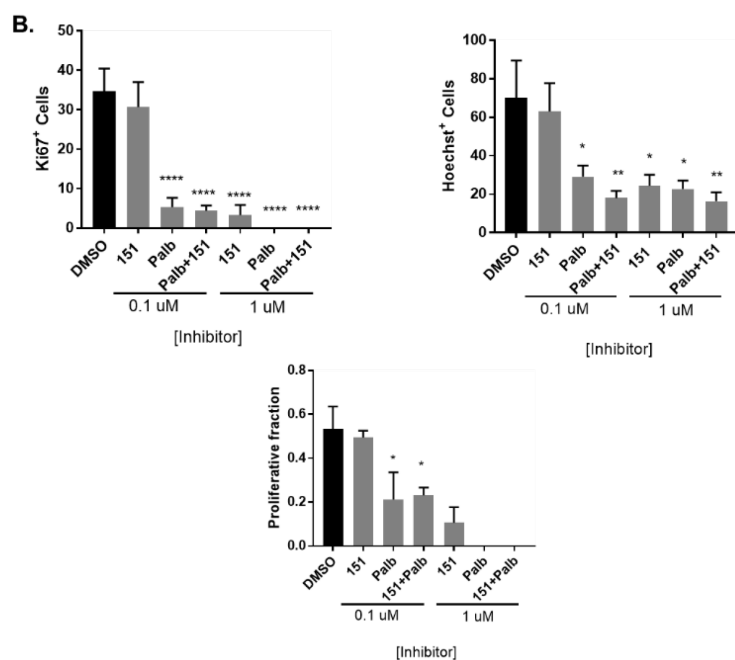 B.
Ki67+ Cells
50
40
30
20
10
0
****
****
****
****
****
DMSO
151
Palb
Palb+151
151
Palb
Palb+151
0.1 uM
1 uM
[Inhibitor]
Hoechst+ Cells
100
80
60
40
20
0
*
**
*
*
**
DMSO
151
Palb
Palb+151
151
Palb
Palb+151
0.1 uM
1 uM
[Inhibitor]
Proliferative fraction
0.8
0.6
0.4
0.2
0.0
*
*
DMSO
151
Palb
151+Palb
151
Palb
151+Palb
0.1 uM
1 uM
[Inhibitor]